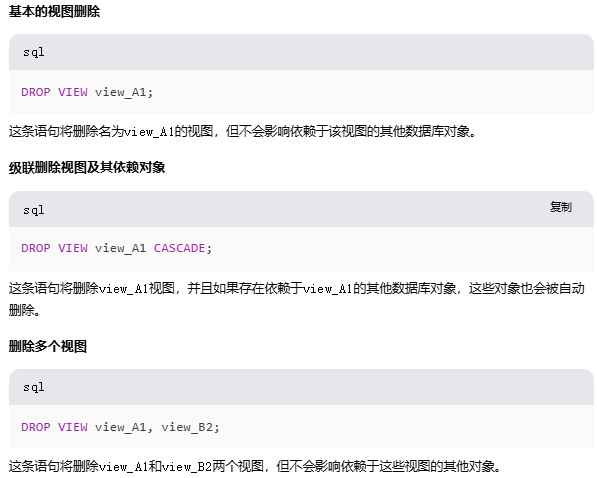 基本的视图删除
sql
DROP VIEW view_A1;
这条语句将删除名为view_A1的视图，但不会影响依赖于该视图的其他数据库对象。
级联删除视图及其依赖对象
sql
复制
DROP VIEW view_A1 CASCADE;
这条语句将删除view_A1视图，并且如果存在依赖于view_A1的其他数据库对象，这些对象也会被自动
删除。
删除多个视图
sql
DROP VIEW view_A1, view_B2;
这条语句将删除view_A1和view_B2两个视图，但不会影响依赖于这些视图的其他对象。